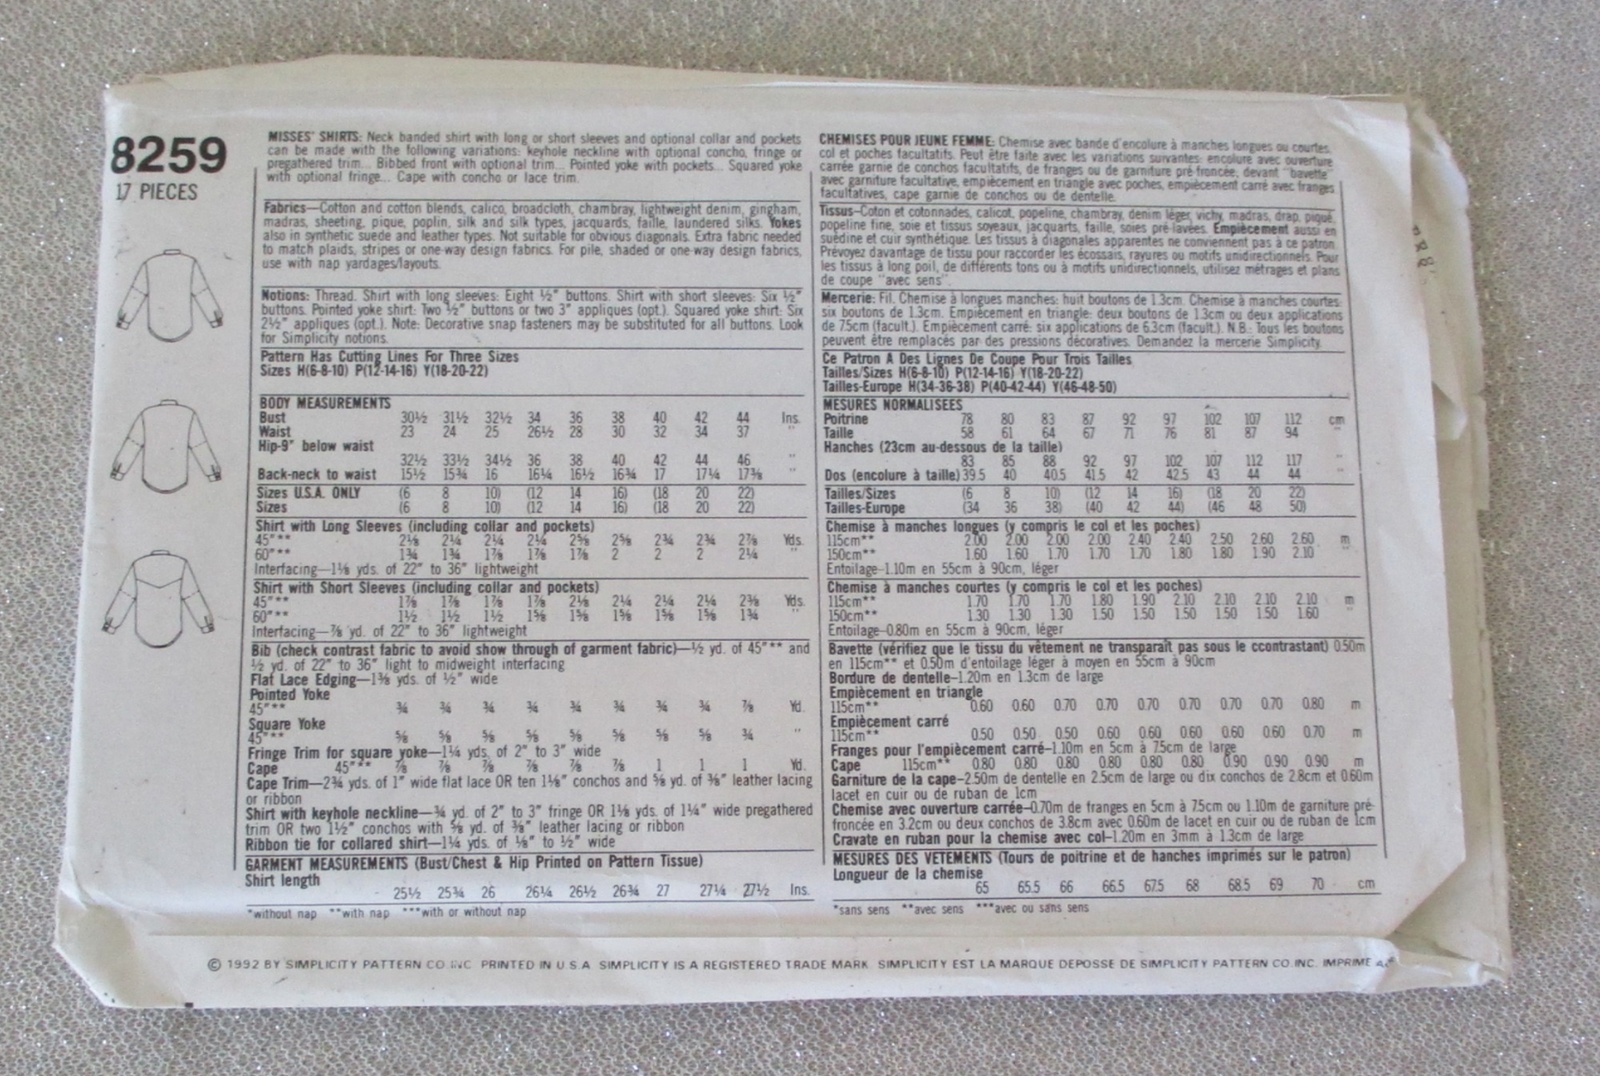 8259
17 PIECES
MISSES' SHIRTS: Neck banded shirt with long or short sleeves and optional collar and pockets
can be made with the following variations: keyhole neckline with optional concho, fringe or
pregathered trim... Bibbed front with optional trim... Pointed yoke with pockets... Squared yoke
with optional fringe... Cape with concho or lace trim.
Fabrics—Cotton and cotton blends, calico, broadcloth, chambray, lightweight denim, gingham,
madras, sheeting, pique, poplin, silk and silk types, jacquards, faille, laundered silks. Yokes
also in synthetic suede and leather types. Not suitable for obvious diagonals. Extra fabric needed
to match plaids, stripes or one-way design fabrics. For pile, shaded or one-way design fabrics,
use with nap yardages/layouts.
Notions: Thread. Shirt with long sleeves: Eight ½" buttons. Shirt with short sleeves: Six ½"
buttons. Pointed yoke shirt: Two ½" buttons or two 3" appliques (opt.). Squared yoke shirt: Six
2½" appliques (opt.). Note: Decorative snap fasteners may be substituted for all buttons. Look
for Simplicity notions.
Pattern Has Cutting Lines For Three Sizes
Sizes H(6-8-10) P(12-14-16) Y(18-20-22)
BODY MEASUREMENTS
Bust 30½ 31½ 32½ 34 36 38 40 42 44 Ins.
Waist 23 24 25 26½ 28 30 32 34 37 "
Hip-9" below waist
32½ 33½ 34½ 36 38 40 42 44 46 "
Back-neck to waist 15½ 15¾ 16 16¼ 16½ 16¾ 17 17¼ 17⅜ "
Sizes U.S.A. ONLY (6 8 10) (12 14 16) (18 20 22)
Sizes (6 8 10) (12 14 16) (18 20 22)
Shirt with Long Sleeves (including collar and pockets)
45"** 2⅛ 2¼ 2¼ 2¼ 2⅝ 2⅝ 2¾ 2¾ 2⅞ Yds.
60"** 1¾ 1¾ 1⅞ 1⅞ 1⅞ 2 2 2 2¼ "
Interfacing—1⅛ yds. of 22" to 36" lightweight
Shirt with Short Sleeves (including collar and pockets)
45"** 1⅞ 1⅞ 1⅞ 1⅞ 2⅛ 2¼ 2¼ 2¼ 2⅜ Yds.
60"** 1½ 1½ 1½ 1⅝ 1⅝ 1⅝ 1⅝ 1⅝ 1¾ "
Interfacing—⅞ yd. of 22" to 36" lightweight
Bib (check contrast fabric to avoid show through of garment fabric)—½ yd. of 45"** and
½ yd. of 22" to 36" light to midweight interfacing
Flat Lace Edging—1⅜ yds. of ½" wide
Pointed Yoke
45"** ¾ ¾ ¾ ¾ ¾ ¾ ¾ ¾ ⅞ Yd.
Square Yoke
45"** ⅝ ⅝ ⅝ ⅝ ⅝ ⅝ ⅝ ⅝ ¾ "
Fringe Trim for square yoke—1¼ yds. of 2" to 3" wide
Cape 45"** ⅞ ⅞ ⅞ ⅞ ⅞ ⅞ 1 1 1 Yd.
Cape Trim—2¾ yds. of 1" wide flat lace OR ten 1⅛" conchos and ⅝ yd. of ⅜" leather lacing
or ribbon
Shirt with keyhole neckline—¾ yd. of 2" to 3" fringe OR 1⅛ yds. of 1¼" wide pregathered
trim OR two 1½" conchos with ⅝ yd. of ⅜" leather lacing or ribbon
Ribbon tie for collared shirt—1¼ yds. of ⅛" to ½" wide
GARMENT MEASUREMENTS (Bust/Chest & Hip Printed on Pattern Tissue)
Shirt length
25½ 25¾ 26 26¼ 26½ 26¾ 27 27¼ 27½ Ins.
*without nap **with nap ***with or without nap
CHEMISES POUR JEUNE FEMME: Chemise avec bande d'encolure à manches longues ou courtes,
col et poches facultatifs. Peut être faite avec les variations suivantes: encolure avec ouverture
carrée garnie de conchos facultatifs, de franges ou de garniture pré-froncée, devant "bavette"
avec garniture facultative, empiècement en triangle avec poches, empiècement carré avec franges
facultatives, cape garnie de conchos ou de dentelle.
Tissus—Coton et cotonnades, calicot, popeline, chambray, denim léger, vichy, madras, drap, piqué,
popeline fine, soie et tissus soyeux, jacquarts, faille, soies pré-lavées. Empiècement aussi en
suédine et cuir synthétique. Les tissus à diagonales apparentes ne conviennent pas à ce patron.
Prévoyez davantage de tissu pour raccorder les écossais, rayures ou motifs unidirectionnels. Pour
les tissus à long poil, de différents tons ou à motifs unidirectionnels, utilisez métrages et plans
de coupe "avec sens".
Mercerie: Fil. Chemise à longues manches: huit boutons de 1.3cm. Chemise à manches courtes:
six boutons de 1.3cm. Empiècement en triangle: deux boutons de 1.3cm ou deux applications
de 7.5cm (facult.). Empiècement carré: six applications de 6.3cm (facult.). N.B.: Tous les boutons
peuvent être remplacés par des pressions décoratives. Demandez la mercerie Simplicity.
Ce Patron A Des Lignes De Coupe Pour Trois Tailles
Tailles/Sizes H(6-8-10) P(12-14-16) Y(18-20-22)
Tailles-Europe H(34-36-38) P(40-42-44) Y(46-48-50)
MESURES NORMALISEES
Poitrine 78 80 83 87 92 97 102 107 112 cm
Taille 58 61 64 67 71 76 81 87 94 "
Hanches (23cm au-dessous de la taille)
83 85 88 92 97 102 107 112 117 "
Dos (encolure à taille) 39.5 40 40.5 41.5 42 42.5 43 44 44 "
Tailles/Sizes (6 8 10) (12 14 16) (18 20 22)
Tailles-Europe (34 36 38) (40 42 44) (46 48 50)
Chemise à manches longues (y compris le col et les poches)
115cm** 2.00 2.00 2.00 2.00 2.40 2.40 2.50 2.60 2.60 m
150cm** 1.60 1.60 1.70 1.70 1.70 1.80 1.80 1.90 2.10 "
Entoilage-1.10m en 55cm à 90cm, léger
Chemise à manches courtes (y compris le col et les poches)
115cm** 1.70 1.70 1.70 1.80 1.90 2.10 2.10 2.10 2.10 m
150cm** 1.30 1.30 1.30 1.50 1.50 1.50 1.50 1.50 1.60 "
Entoilage-0.80m en 55cm à 90cm, léger
Bavette (vérifiez que le tissu du vêtement ne transparaît pas sous le ccontrastant) 0.50m
en 115cm** et 0.50m d'entoilage léger à moyen en 55cm à 90cm
Bordure de dentelle-1.20m en 1.3cm de large
Empiècement en triangle
115cm** 0.60 0.60 0.70 0.70 0.70 0.70 0.70 0.70 0.80 m
Empiècement carré
115cm** 0.50 0.50 0.50 0.60 0.60 0.60 0.60 0.60 0.70 m
Franges pour l'empiècement carré-1.10m en 5cm à 7.5cm de large
Cape 115cm** 0.80 0.80 0.80 0.80 0.80 0.80 0.90 0.90 0.90 m
Garniture de la cape-2.50m de dentelle en 2.5cm de large ou dix conchos de 2.8cm et 0.60m
lacet en cuir ou de ruban de 1cm
Chemise avec ouverture carrée-0.70m de franges en 5cm à 7.5cm ou 1.10m de garniture pré-
froncée en 3.2cm ou deux conchos de 3.8cm avec 0.60m de lacet en cuir ou de ruban de 1cm
Cravate en ruban pour la chemise avec col-1.20m en 3mm à 1.3cm de large
MESURES DES VETEMENTS (Tours de poitrine et de hanches imprimés sur le patron)
Longueur de la chemise
65 65.5 66 66.5 67.5 68 68.5 69 70 cm
*sans sens **avec sens ***avec ou sans sens
© 1992 BY SIMPLICITY PATTERN CO. INC. PRINTED IN U.S.A. SIMPLICITY IS A REGISTERED TRADE MARK. SIMPLICITY EST LA MARQUE DEPOSSE DE SIMPLICITY PATTERN CO. INC. IMPRIME